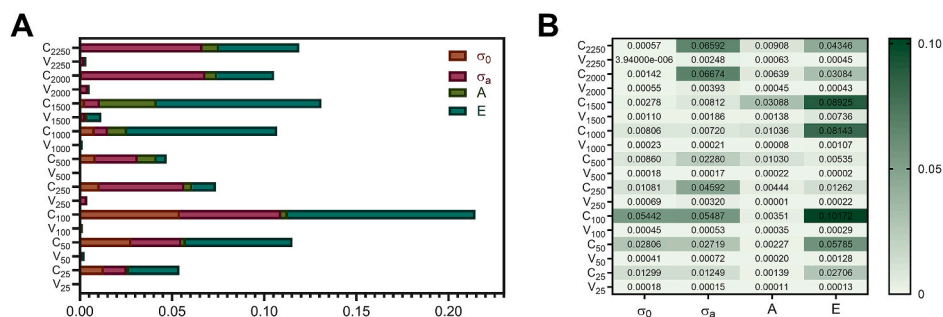 A
C2250
V2250
C2000
V2000
C1500
V1500
C1000
V1000
C500
V500
C250
V250
C100
V100
C50
V50
C25
V25
0.00 0.05 0.10 0.15 0.20
σ0
σa
A
E
B
C2250 0.00057 0.06592 0.00908 0.04346
V2250 3.94000e-006 0.00248 0.00063 0.00045
C2000 0.00142 0.06674 0.00639 0.03084
V2000 0.00055 0.00393 0.00045 0.00043
C1500 0.00278 0.00812 0.03088 0.08925
V1500 0.00110 0.00186 0.00138 0.00736
C1000 0.00806 0.00720 0.01036 0.08143
V1000 0.00023 0.00021 0.00008 0.00107
C500 0.00860 0.02280 0.01030 0.00535
V500 0.00018 0.00017 0.00022 0.00002
C250 0.01081 0.04592 0.00444 0.01262
V250 0.00069 0.00320 0.00001 0.00022
C100 0.05442 0.05487 0.00351 0.10172
V100 0.00045 0.00053 0.00035 0.00029
C50 0.02806 0.02719 0.00227 0.05785
V50 0.00041 0.00072 0.00020 0.00128
C25 0.01299 0.01249 0.00139 0.02706
V25 0.00018 0.00015 0.00011 0.00013
σ0 σa A E
0.10
0.05
0